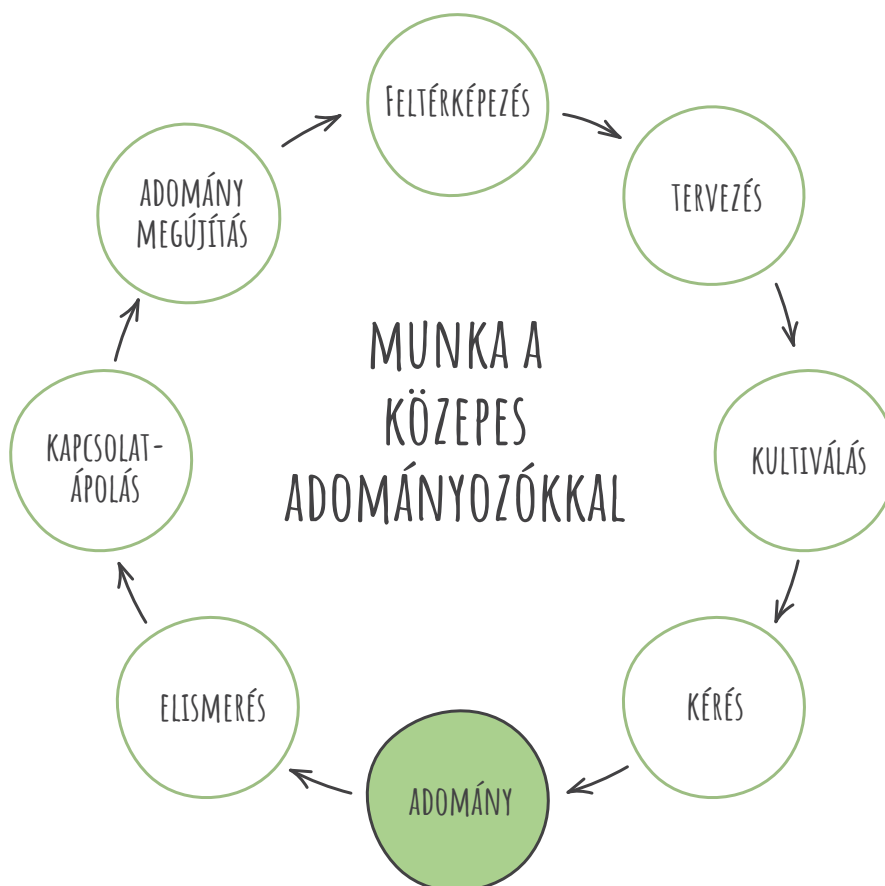 FELTÉRKÉPEZÉS
TERVEZÉS
KULTIVÁLÁS
KÉRÉS
ADOMÁNY
ELISMERÉS
KAPCSOLAT-
ÁPOLÁS
ADOMÁNY
MEGÚJÍTÁS
MUNKA A
KÖZEPES
ADOMÁNYOZÓKKAL